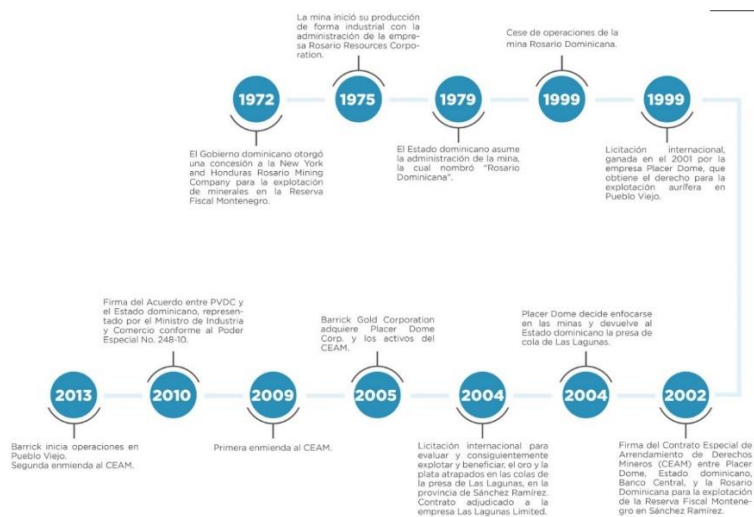 La mina inició su producción
de forma industrial con la
administración de la empre-
sa Rosario Resources Corpo-
ration.
Cese de operaciones de la
mina Rosario Dominicana.
1972
1975
1979
1999
1999
El Gobierno dominicano otorgó
una concesión a la New York
and Honduras Rosario Mining
Company para la explotación
de minerales en la Reserva
Fiscal Montenegro.
El Estado dominicano asume
la administración de la mina,
la cual nombró “Rosario
Dominicana”.
Licitación internacional,
ganada en el 2001 por la
empresa Placer Dome, que
obtiene el derecho para la
explotación aurífera en
Pueblo Viejo.
Firma del Acuerdo entre PVDC y
el Estado dominicano, represen-
tado por el Ministro de Industria
y Comercio conforme al Poder
Especial No. 248-10.
Barrick Gold Corporation
adquiere Placer Dome
Corp. y los activos del
CEAM.
Placer Dome decide enfocarse
en las minas y devuelve al
Estado dominicano la presa de
cola de Las Lagunas.
2013
2010
2009
2005
2004
2004
2002
Barrick inicia operaciones en
Pueblo Viejo.
Segunda enmienda al CEAM.
Primera enmienda al CEAM.
Licitación internacional para
evaluar y consiguientemente
explotar y beneficiar, el oro y la
plata atrapados en las colas de
la presa de Las Lagunas, en la
provincia de Sánchez Ramírez.
Contrato adjudicado a la
empresa Las Lagunas Limited.
Firma del Contrato Especial de
Arrendamiento de Derechos
Mineros (CEAM) entre Placer
Dome, Estado dominicano,
Banco Central, y la Rosario
Dominicana para la explotación
de la Reserva Fiscal Montene-
gro en Sánchez Ramírez.